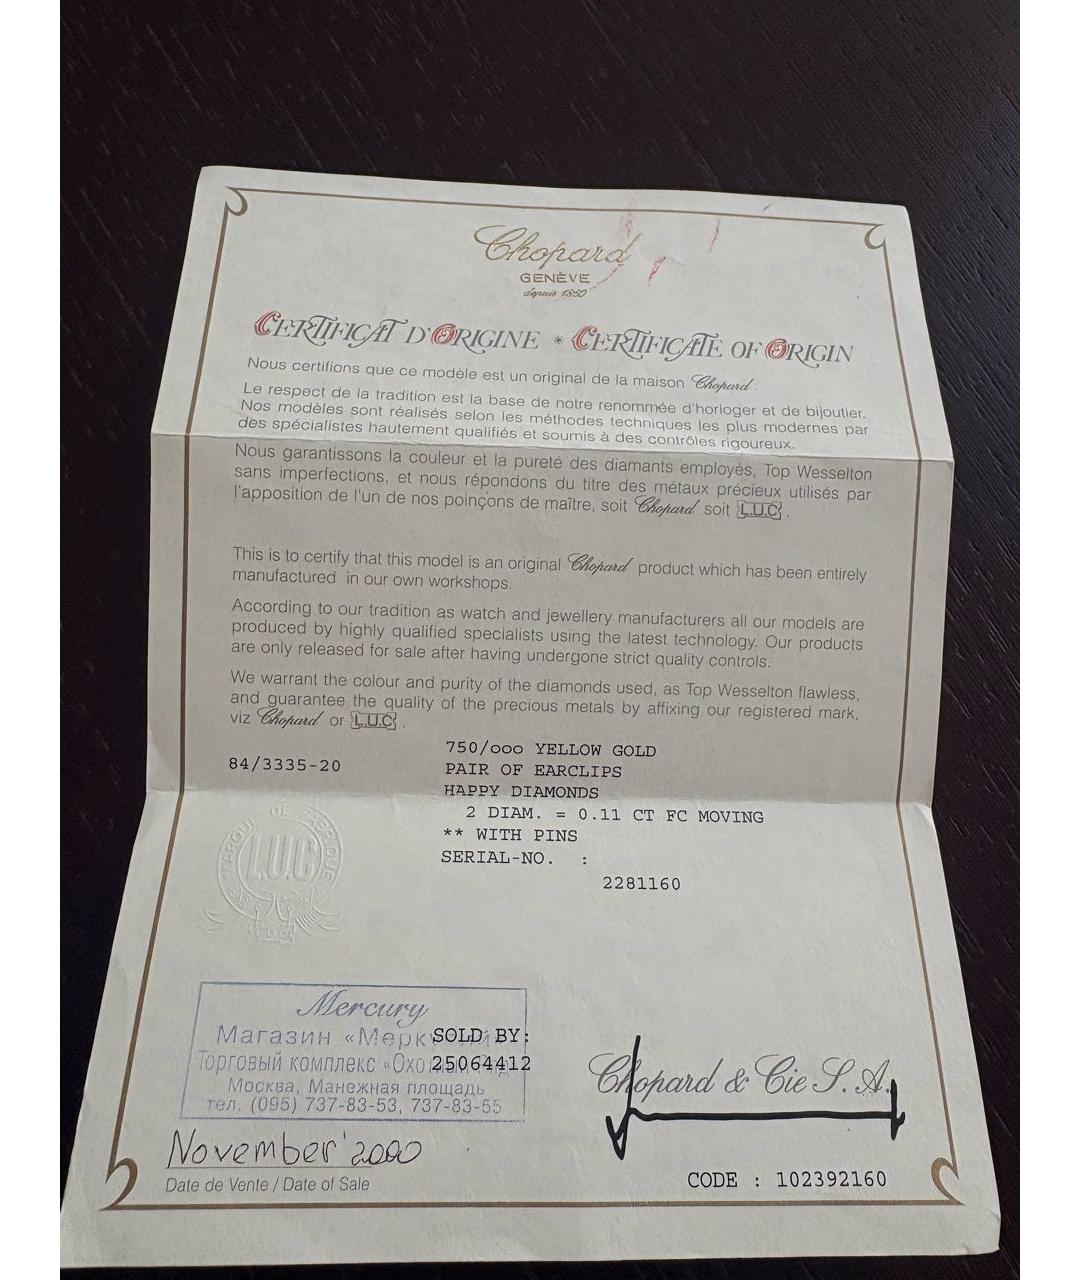 Chopard
GENÈVE
depuis 1860
CERTIFICAT D'ORIGINE * CERTIFICATE OF ORIGIN
Nous certifions que ce modèle est un original de la maison Chopard.
Le respect de la tradition est la base de notre renommée d'horloger et de bijoutier.
Nos modèles sont réalisés selon les méthodes techniques les plus modernes par
des spécialistes hautement qualifiés et soumis à des contrôles rigoureux.
Nous garantissons la couleur et la pureté des diamants employés, Top Wesselton
sans imperfections, et nous répondons du titre des métaux précieux utilisés par
l'apposition de l'un de nos poinçons de maître, soit Chopard soit L.U.C.
This is to certify that this model is an original Chopard product which has been entirely
manufactured in our own workshops.
According to our tradition as watch and jewellery manufacturers all our models are
produced by highly qualified specialists using the latest technology. Our products
are only released for sale after having undergone strict quality controls.
We warrant the colour and purity of the diamonds used, as Top Wesselton flawless,
and guarantee the quality of the precious metals by affixing our registered mark,
viz Chopard or L.U.C.
750/ooo YELLOW GOLD
84/3335-20 PAIR OF EARCLIPS
HAPPY DIAMONDS
2 DIAM. = 0.11 CT FC MOVING
** WITH PINS
SERIAL-NO. :
2281160
MARQUE DE FABRIQUE
L.U.C
Mercury
Магазин «Меркурий»
SOLD BY:
Торговый комплекс
25064412
Москва, Манежная площадь
тел. (095) 737-83-53, 737-83-55
Chopard & Cie S.A.
November '2000
Date de Vente / Date of Sale
CODE : 102392160